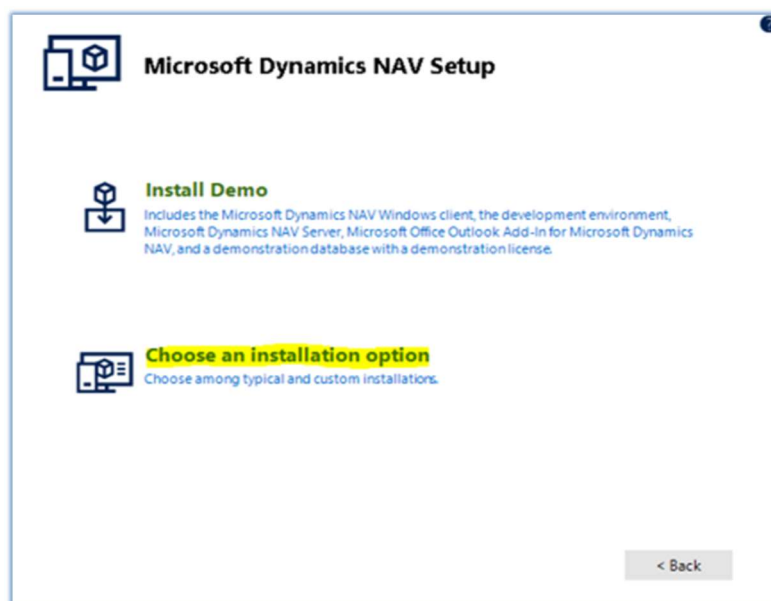 Microsoft Dynamics NAV Setup
Install Demo
Includes the Microsoft Dynamics NAV Windows client, the development environment,
Microsoft Dynamics NAV Server, Microsoft Office Outlook Add-In for Microsoft Dynamics
NAV, and a demonstration database with a demonstration license.
Choose an installation option
Choose among typical and custom installations.
< Back